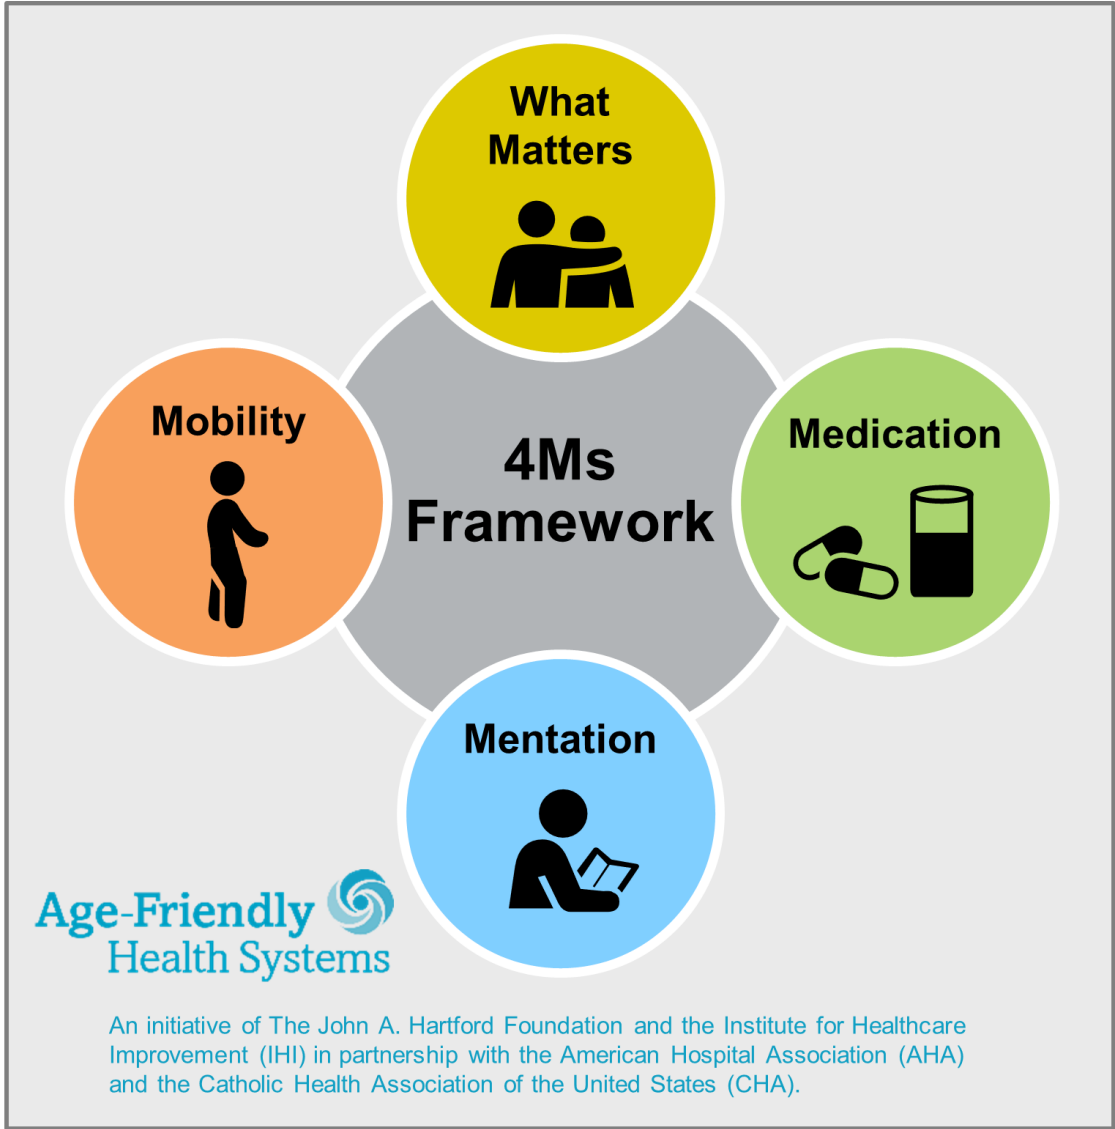 What
Matters
Mobility
Medication
4Ms
Framework
Mentation
Age-Friendly
Health Systems
An initiative of The John A. Hartford Foundation and the Institute for Healthcare
Improvement (IHI) in partnership with the American Hospital Association (AHA)
and the Catholic Health Association of the United States (CHA).